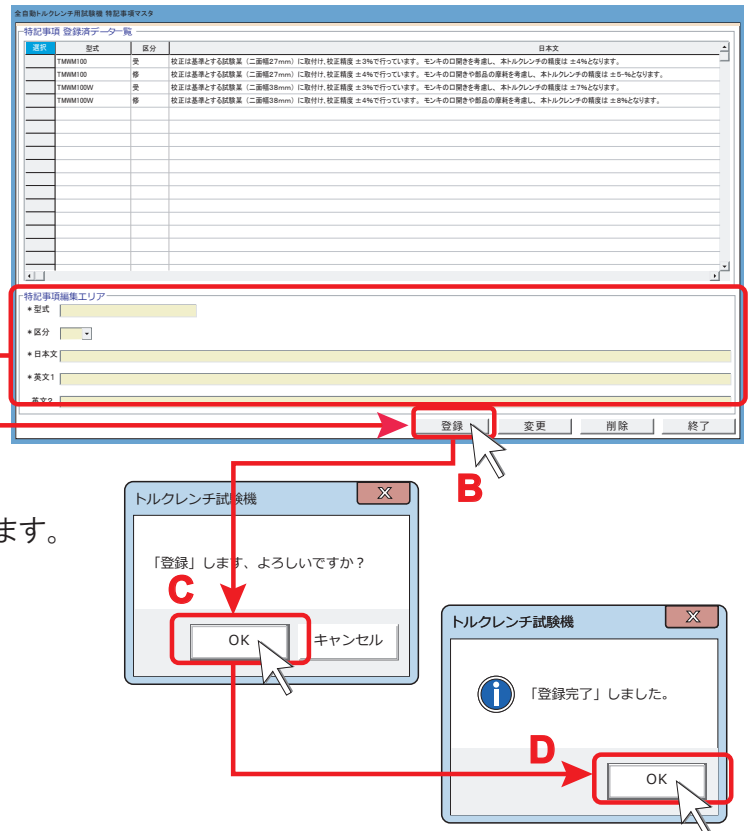 全自動トルクレンチ用試験機 特記事項マスタ
特記事項 登録済データ一覧
選択 型式 区分 日本文
TMWM100 受 校正は基準とする試験某（二面幅27mm）に取付け,校正精度 ±3%で行っています。モンキの口開きを考慮し、本トルクレンチの精度は ±4%となります。
TMWM100 修 校正は基準とする試験某（二面幅27mm）に取付け,校正精度 ±4%で行っています。モンキの口開きや部品の摩耗を考慮し、本トルクレンチの精度は ±5-%となります。
TMWM100W 受 校正は基準とする試験某（二面幅38mm）に取付け,校正精度 ±3%で行っています。モンキの口開きを考慮し、本トルクレンチの精度は ±7%となります。
TMWM100W 修 校正は基準とする試験某（二面幅38mm）に取付け,校正精度 ±4%で行っています。モンキの口開きや部品の摩耗を考慮し、本トルクレンチの精度は ±8%となります。
特記事項編集エリア
＊型式
＊区分
＊日本文
＊英文1
英文2
登録 変更 削除 終了
B
ます。
トルクレンチ試験機
「登録」します、よろしいですか？
C
OK キャンセル
トルクレンチ試験機
「登録完了」しました。
D
OK